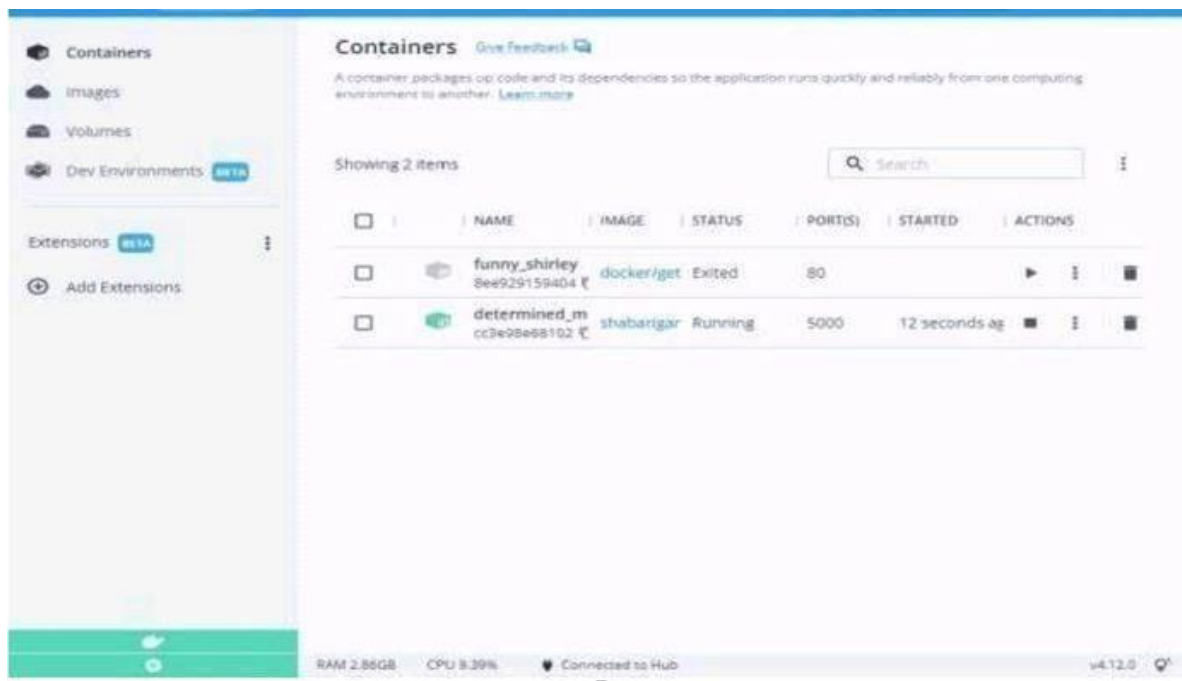 Containers
Images
Volumes
Dev Environments BETA
Extensions BETA
Add Extensions
Containers Give Feedback
A container packages up code and its dependencies so the application runs quickly and reliably from one computing
environment to another. Learn more
Showing 2 items
Search
NAME IMAGE STATUS PORT(S) STARTED ACTIONS
funny_shirley docker/get Exited 80
8ee929159404
determined_m shabarigar Running 5000 12 seconds ag
cc3e98e68102
RAM 2.86GB CPU 9.39% Connected to Hub v4.12.0